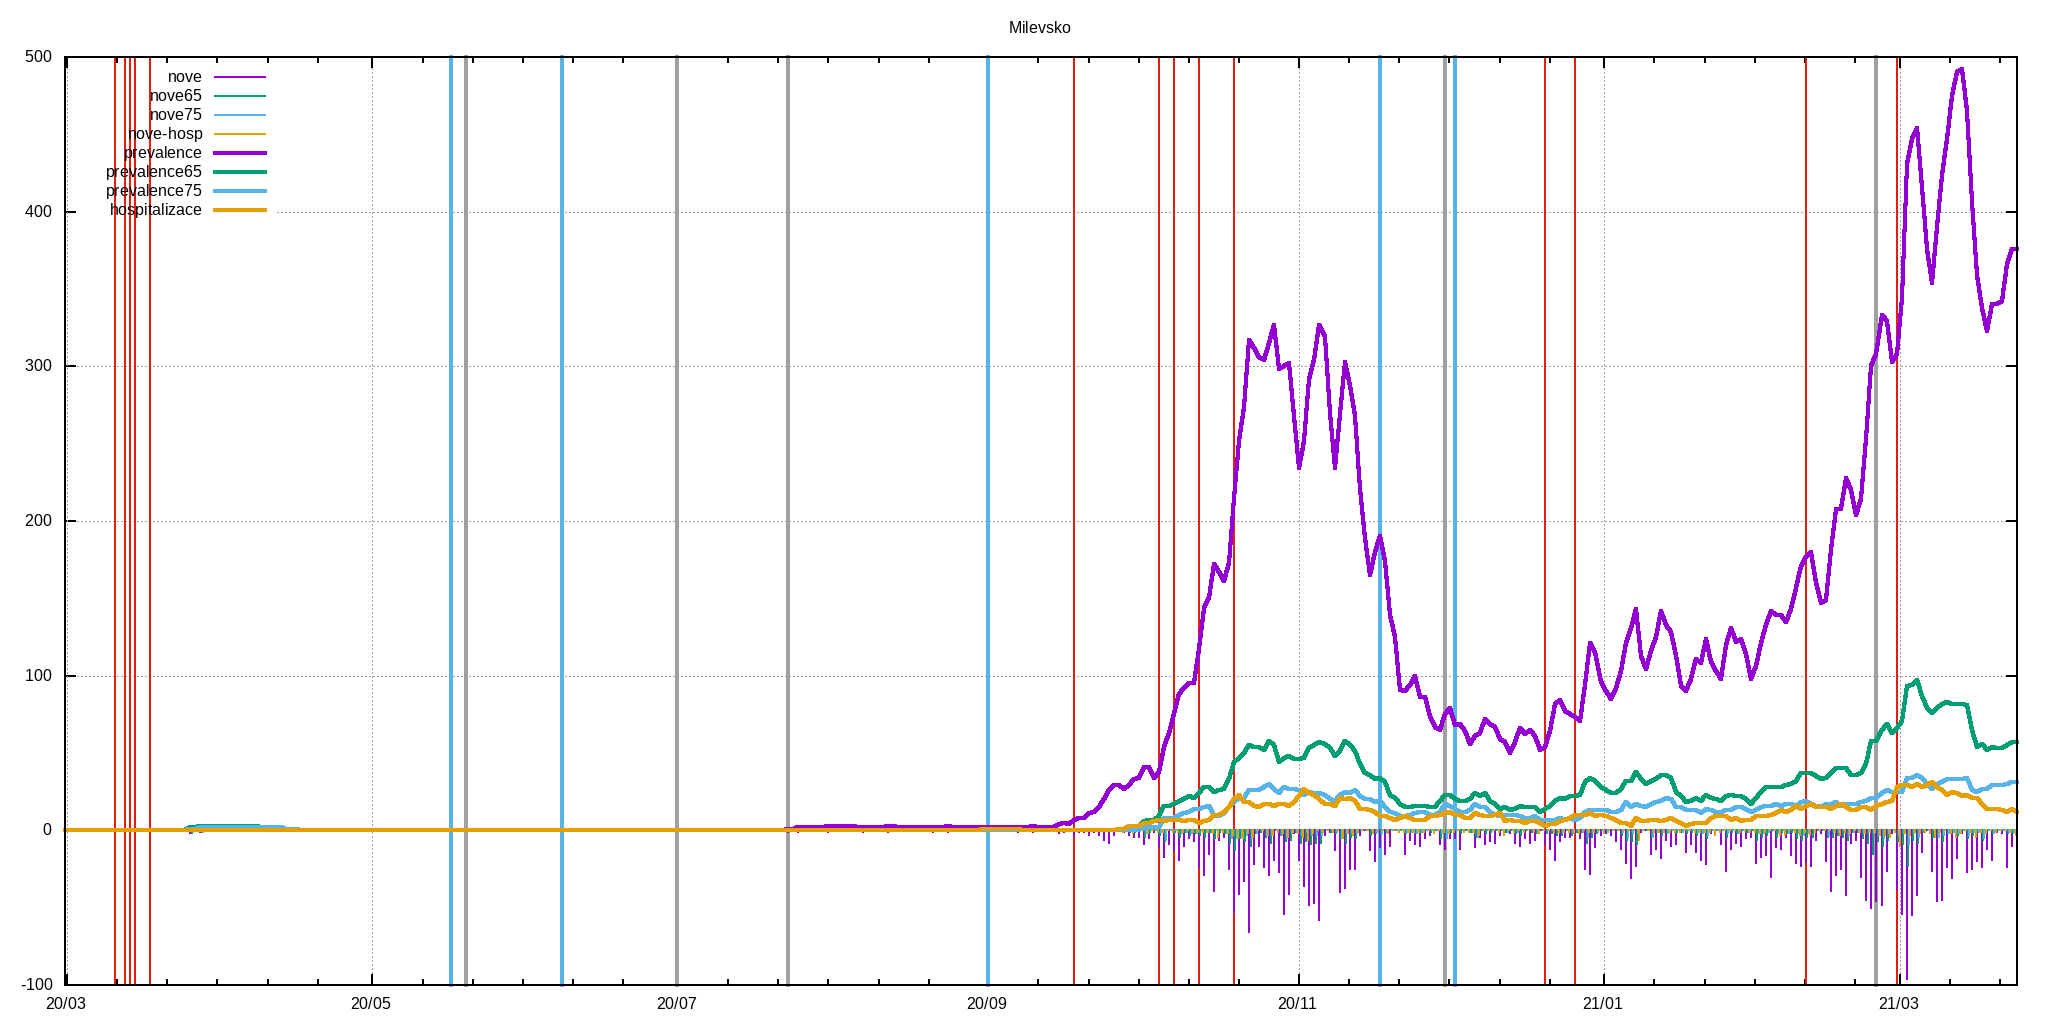 Milevsko
500
nove
nove65
nove75
nove-hosp
prevalence
prevalence65
prevalence75
hospitalizace
400
300
200
100
0
-100
20/03 20/05 20/07 20/09 20/11 21/01 21/03